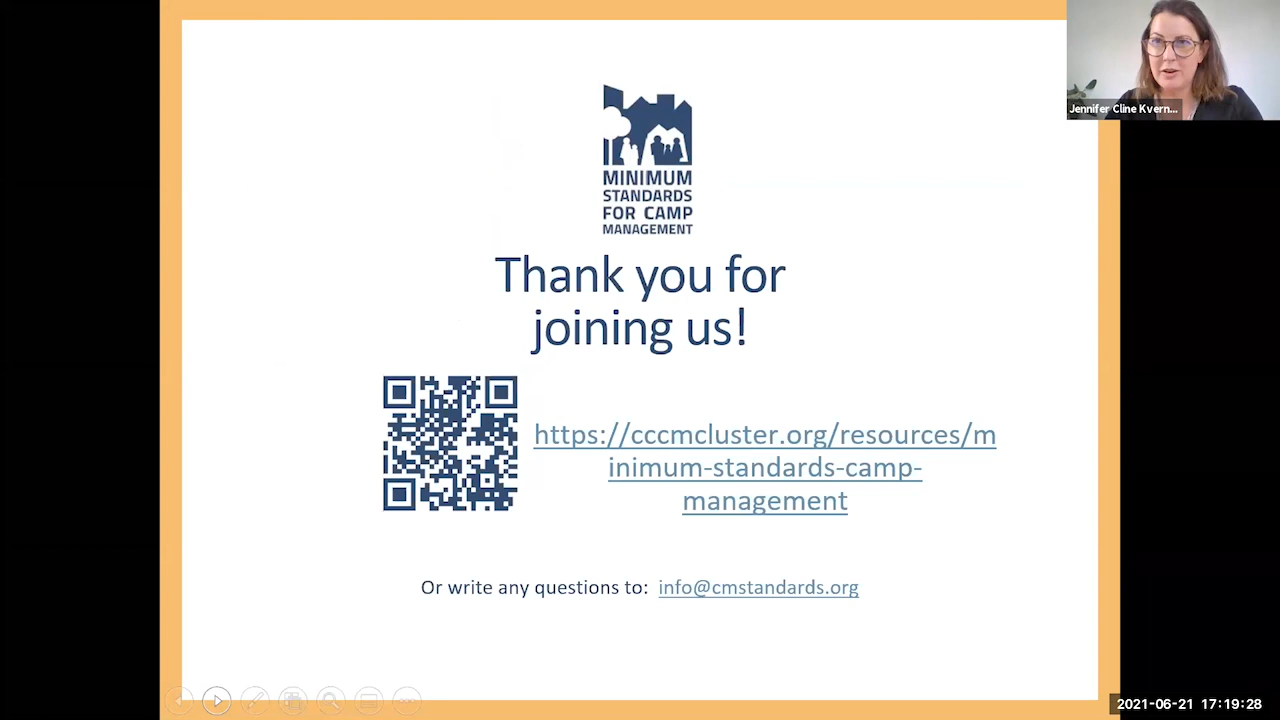 Jennifer Cline Kvern...
MINIMUM
STANDARDS
FOR CAMP
MANAGEMENT
Thank you for
joining us!
https://cccmcluster.org/resources/m
inimum-standards-camp-
management
Or write any questions to: info@cmstandards.org
2021-06-21 17:19:28